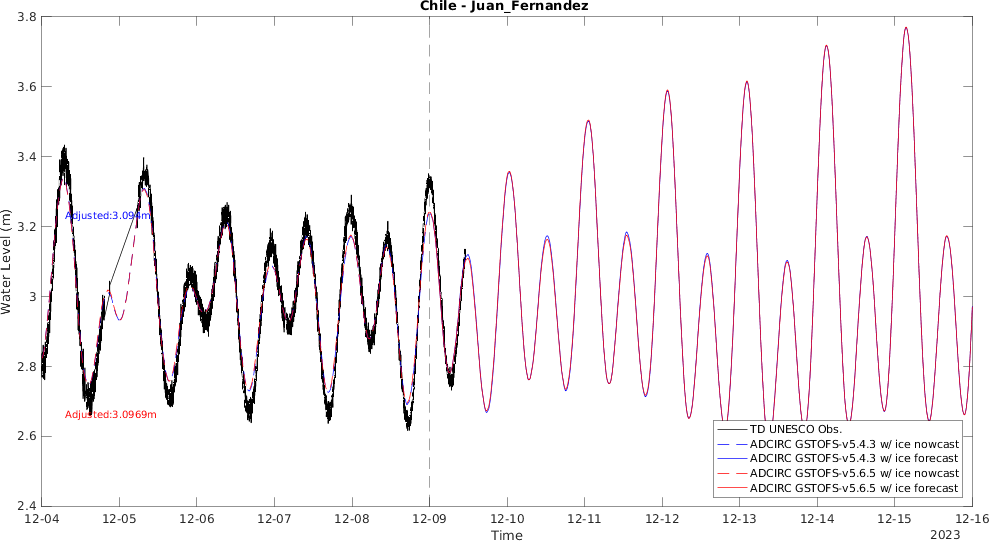 Chile - Juan_Fernandez
3.8
3.6
3.4
3.2
3
2.8
2.6
2.4
Water Level (m)
Adjusted:3.094m
Adjusted:3.0969m
TD UNESCO Obs.
ADCIRC GSTOFS-v5.4.3 w/ ice nowcast
ADCIRC GSTOFS-v5.4.3 w/ ice forecast
ADCIRC GSTOFS-v5.6.5 w/ ice nowcast
ADCIRC GSTOFS-v5.6.5 w/ ice forecast
12-04 12-05 12-06 12-07 12-08 12-09 12-10 12-11 12-12 12-13 12-14 12-15 12-16
Time
2023